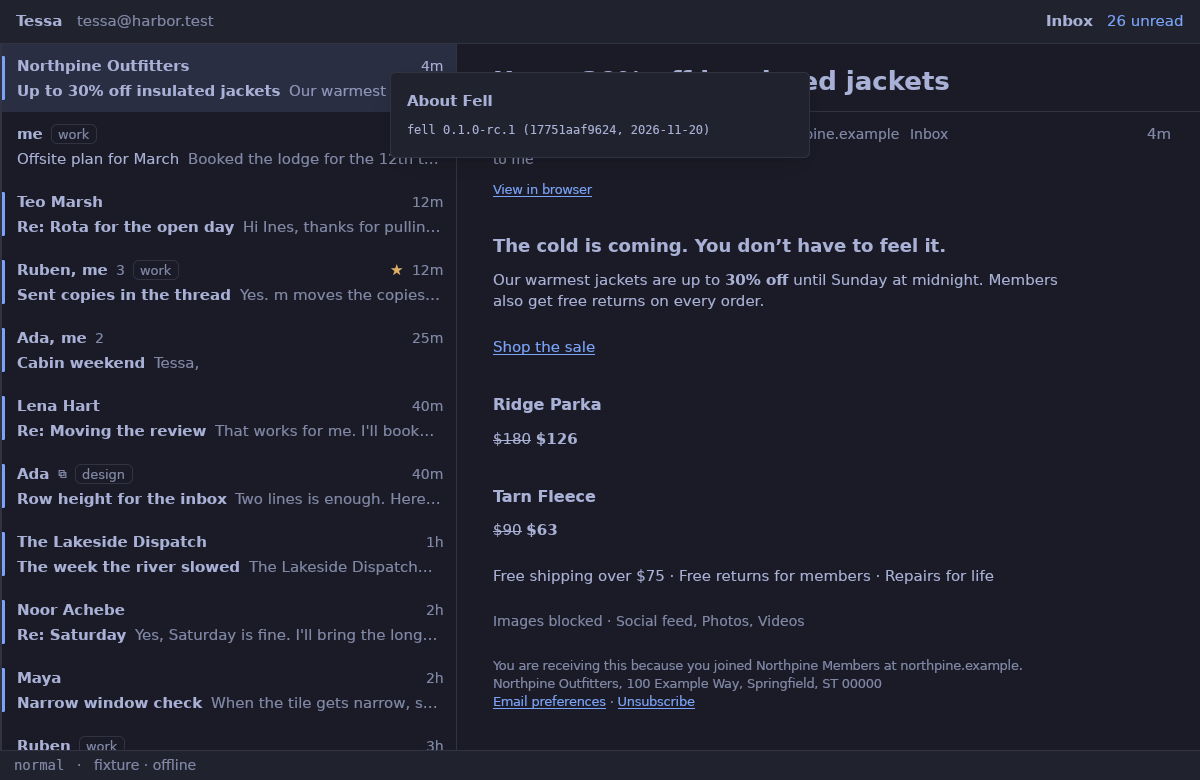 Tessa tessa@harbor.test Inbox 26 unread
Northpine Outfitters 4m
Up to 30% off insulated jackets Our warmest
me work
Offsite plan for March Booked the lodge for the 12th t…
Teo Marsh 12m
Re: Rota for the open day Hi Ines, thanks for pullin…
Ruben, me 3 work ★ 12m
Sent copies in the thread Yes. m moves the copies…
Ada, me 2 25m
Cabin weekend Tessa,
Lena Hart 40m
Re: Moving the review That works for me. I'll book…
Ada design 40m
Row height for the inbox Two lines is enough. Here…
The Lakeside Dispatch 1h
The week the river slowed The Lakeside Dispatch…
Noor Achebe 2h
Re: Saturday Yes, Saturday is fine. I'll bring the long…
Maya 2h
Narrow window check When the tile gets narrow, s…
Ruben work 3h
About Fell
fell 0.1.0-rc.1 (17751aaf9624, 2026-11-20)
jackets
Inbox 4m
to me
View in browser
The cold is coming. You don’t have to feel it.
Our warmest jackets are up to 30% off until Sunday at midnight. Members
also get free returns on every order.
Shop the sale
Ridge Parka
$180 $126
Tarn Fleece
$90 $63
Free shipping over $75 · Free returns for members · Repairs for life
Images blocked · Social feed, Photos, Videos
You are receiving this because you joined Northpine Members at northpine.example.
Northpine Outfitters, 100 Example Way, Springfield, ST 00000
Email preferences · Unsubscribe
normal · fixture · offline